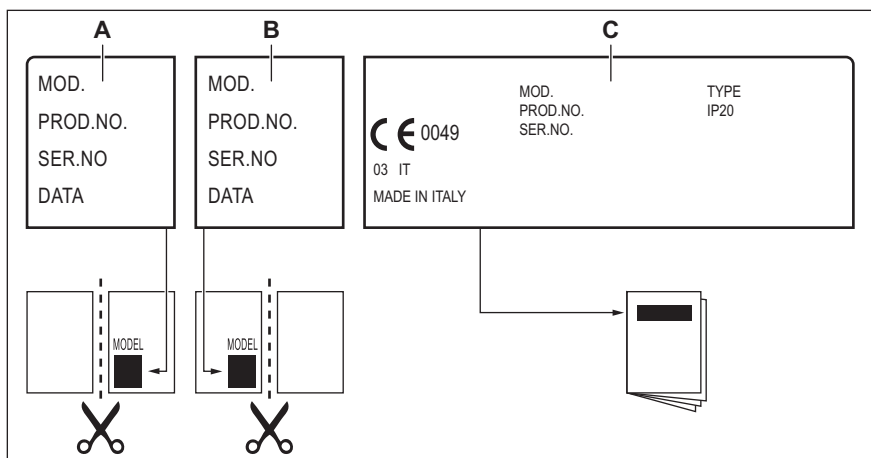 A
B
C
MOD.
PROD.NO.
SER.NO
DATA
MOD.
PROD.NO.
SER.NO
DATA
MOD.
PROD.NO.
SER.NO.
TYPE
IP20
CE 0049
03 IT
MADE IN ITALY
MODEL
MODEL